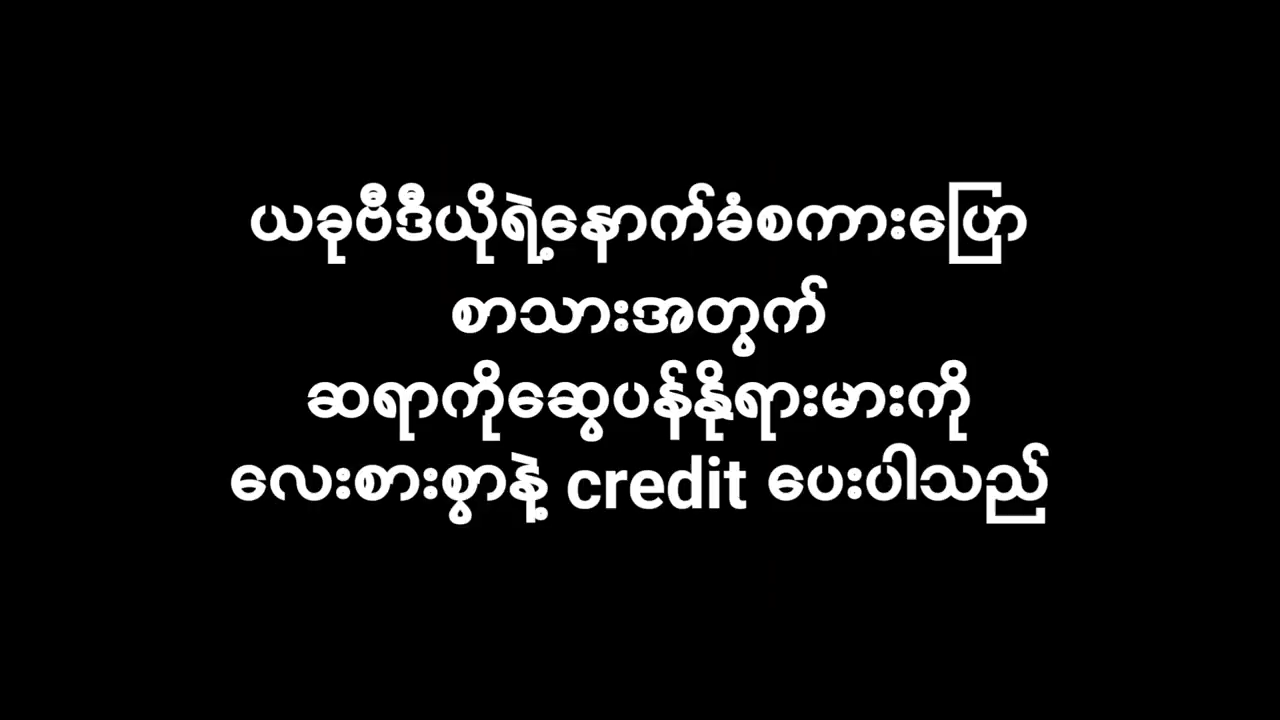 ယခုဗီဒီယိုရဲ့နောက်ခံစကားပြော
စာသားအတွက်
ဆရာကိုဆွေပန်နိုရားမားကို
လေးစားစွာနဲ့ credit ပေးပါသည်